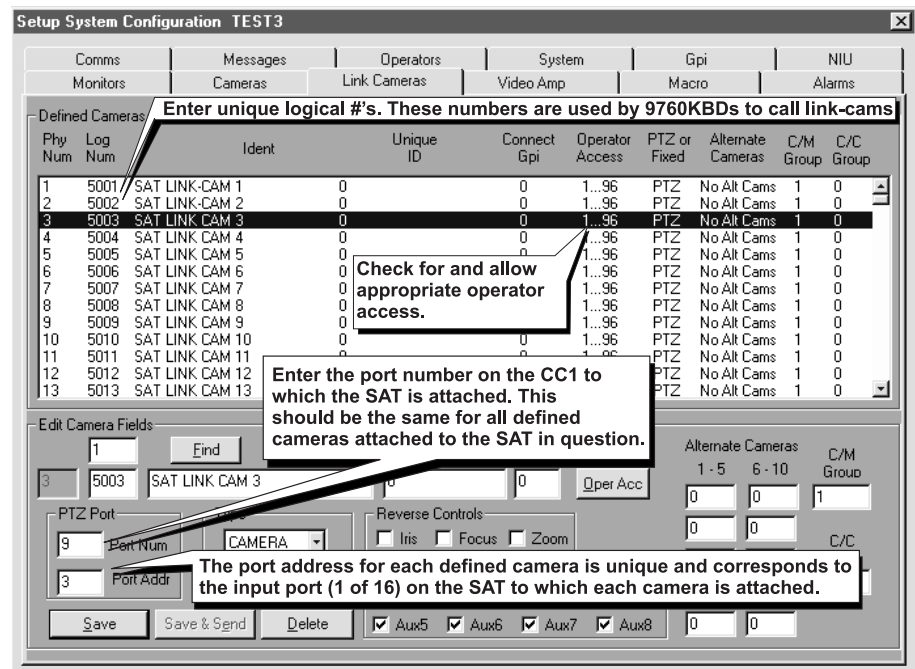 Setup System Configuration TEST3
Comms Messages Operators System Gpi NIU
Monitors Cameras Link Cameras Video Amp Macro Alarms
Defined Cameras
Enter unique logical #'s. These numbers are used by 9760KBDs to call link-cams
Phy Num Log Num Ident Unique ID Connect Gpi Operator Access PTZ or Fixed Alternate Cameras C/M Group C/C Group
1 5001 SAT LINK-CAM 1 0 0 1...96 PTZ No Alt Cams 1 0
2 5002 SAT LINK-CAM 2 0 0 1...96 PTZ No Alt Cams 1 0
3 5003 SAT LINK CAM 3 0 0 1...96 PTZ No Alt Cams 1 0
4 5004 SAT LINK CAM 4 0 0 1...96 PTZ No Alt Cams 1 0
5 5005 SAT LINK CAM 5 0 0 1...96 PTZ No Alt Cams 1 0
6 5006 SAT LINK CAM 6 0 1...96 PTZ No Alt Cams 1 0
7 5007 SAT LINK CAM 7 0 1...96 PTZ No Alt Cams 1 0
8 5008 SAT LINK CAM 8 0 1...96 PTZ No Alt Cams 1 0
9 5009 SAT LINK CAM 9 0 1...96 PTZ No Alt Cams 1 0
10 5010 SAT LINK CAM 10 0 0 1...96 PTZ No Alt Cams 1 0
11 5011 SAT LINK CAM 11 PTZ No Alt Cams 1 0
12 5012 SAT LINK CAM 12 PTZ No Alt Cams 1 0
13 5013 SAT LINK CAM 13 PTZ No Alt Cams 1 0
Check for and allow
appropriate operator
access.
Enter the port number on the CC1 to
which the SAT is attached. This
should be the same for all defined
cameras attached to the SAT in question.
Edit Camera Fields
1 Find
3 5003 SAT LINK CAM 3 0 0 Oper Acc
Alternate Cameras
1 - 5 6 - 10
C/M Group
0 0 1
0 0
C/C
PTZ Port
9 Port Num
3 Port Addr
CAMERA
Reverse Controls
Iris Focus Zoom
The port address for each defined camera is unique and corresponds to
the input port (1 of 16) on the SAT to which each camera is attached.
Save Save & Send Delete Aux5 Aux6 Aux7 Aux8 0 0